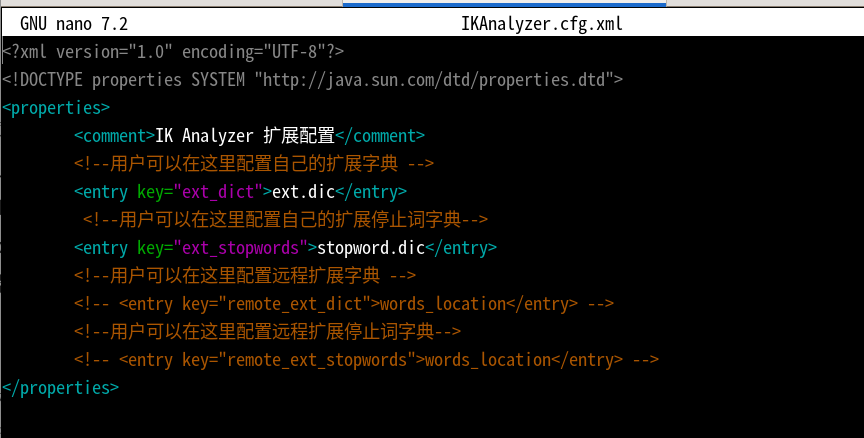 GNU nano 7.2 IKAnalyzer.cfg.xml
<?xml version="1.0" encoding="UTF-8"?>
<!DOCTYPE properties SYSTEM "http://java.sun.com/dtd/properties.dtd">
<properties>
<comment>IK Analyzer 扩展配置</comment>
<!--用户可以在这里配置自己的扩展字典 -->
<entry key="ext_dict">ext.dic</entry>
<!--用户可以在这里配置自己的扩展停止词字典-->
<entry key="ext_stopwords">stopword.dic</entry>
<!--用户可以在这里配置远程扩展字典 -->
<!-- <entry key="remote_ext_dict">words_location</entry> -->
<!--用户可以在这里配置远程扩展停止词字典-->
<!-- <entry key="remote_ext_stopwords">words_location</entry> -->
</properties>